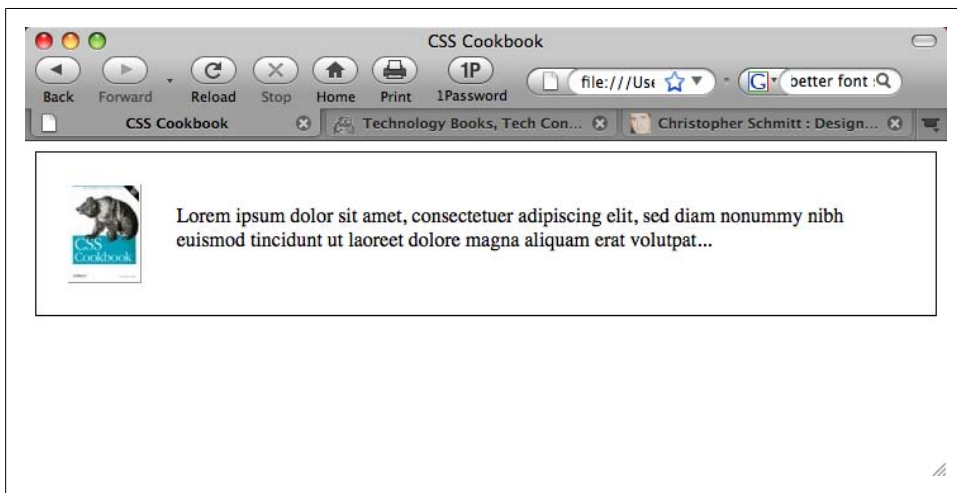 CSS Cookbook
1P
Back Forward Reload Stop Home Print 1Password
file:///Use
G better font :
CSS Cookbook Technology Books, Tech Con... Christopher Schmitt : Design...
CSS
Cookbook
Lorem ipsum dolor sit amet, consectetuer adipiscing elit, sed diam nonummy nibh
euismod tincidunt ut laoreet dolore magna aliquam erat volutpat...